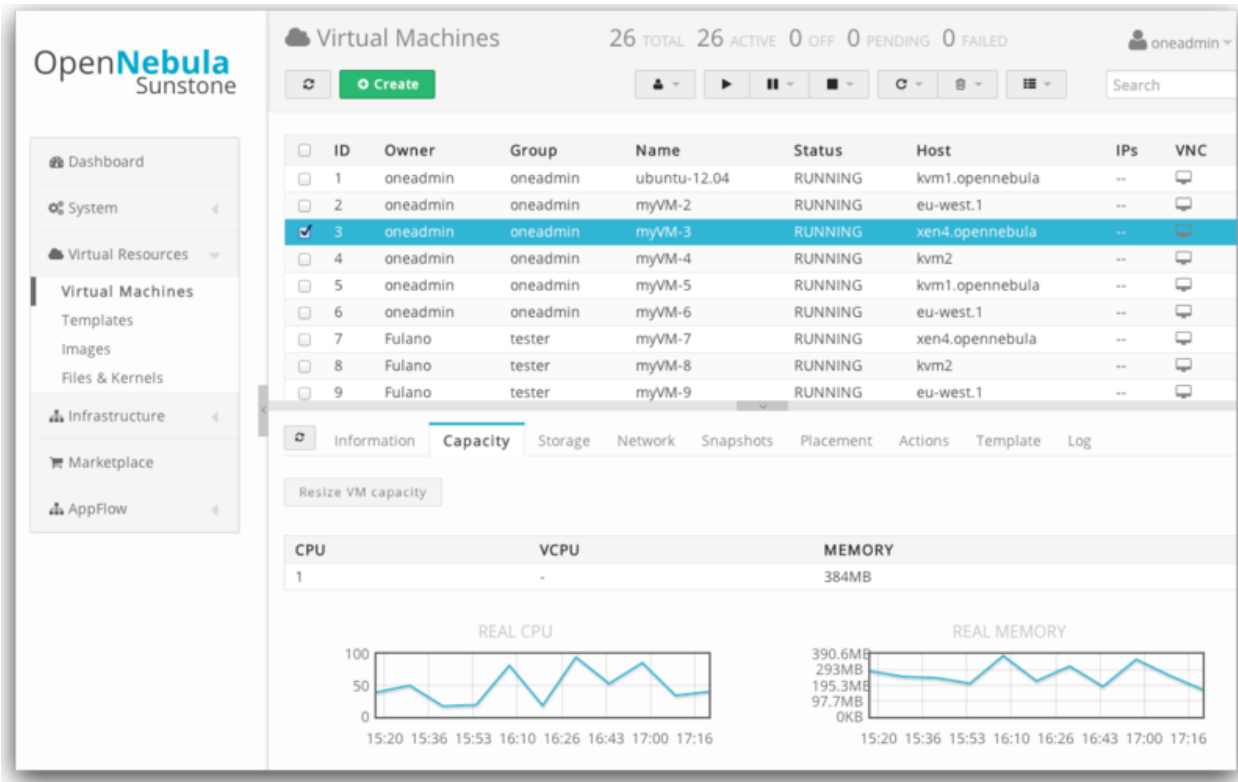 OpenNebula
Sunstone
Dashboard
System
Virtual Resources
Virtual Machines
Templates
Images
Files & Kernels
Infrastructure
Marketplace
AppFlow
Virtual Machines 26 TOTAL 26 ACTIVE 0 OFF 0 PENDING 0 FAILED oneadmin
Create Search
ID Owner Group Name Status Host IPs VNC
1 oneadmin oneadmin ubuntu-12.04 RUNNING kvm1.opennebula --
2 oneadmin oneadmin myVM-2 RUNNING eu-west.1 --
3 oneadmin oneadmin myVM-3 RUNNING xen4.opennebula --
4 oneadmin oneadmin myVM-4 RUNNING kvm2 --
5 oneadmin oneadmin myVM-5 RUNNING kvm1.opennebula --
6 oneadmin oneadmin myVM-6 RUNNING eu-west.1 --
7 Fulano tester myVM-7 RUNNING xen4.opennebula --
8 Fulano tester myVM-8 RUNNING kvm2 --
9 Fulano tester myVM-9 RUNNING eu-west.1 --
Information Capacity Storage Network Snapshots Placement Actions Template Log
Resize VM capacity
CPU VCPU MEMORY
1 - 384MB
REAL CPU
100
50
0
15:20 15:36 15:53 16:10 16:26 16:43 17:00 17:16
REAL MEMORY
390.6MB
293MB
195.3MB
97.7MB
0KB
15:20 15:36 15:53 16:10 16:26 16:43 17:00 17:16